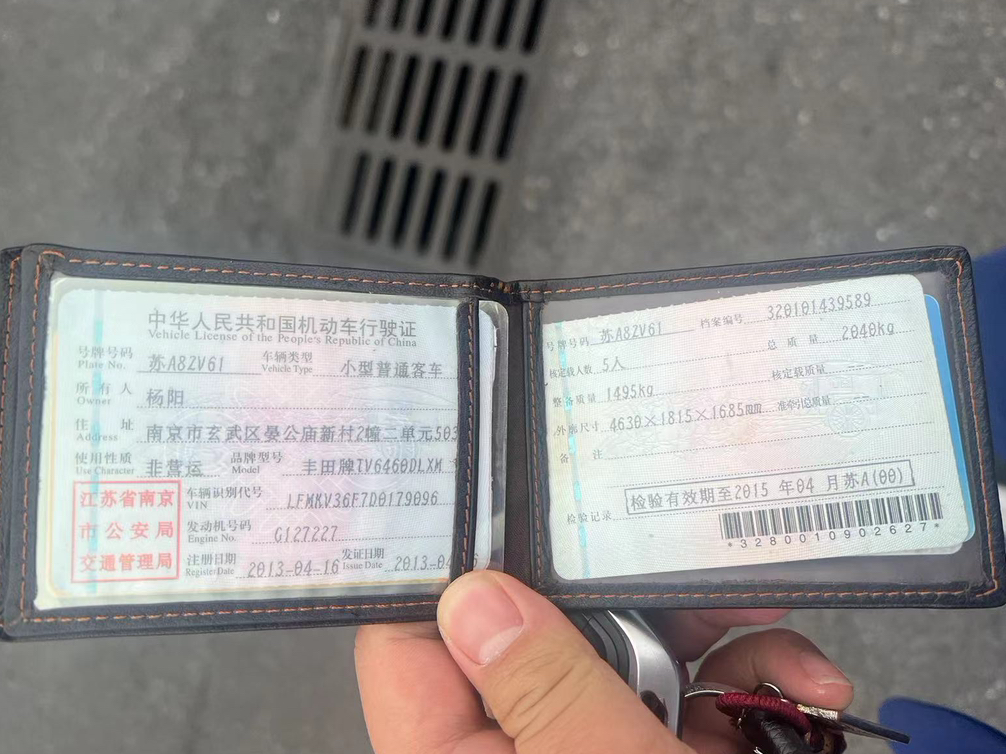 中华人民共和国机动车行驶证
Vehicle License of the People's Republic of China
号牌号码 苏A8ZV61 车辆类型 小型普通客车
Plate No. Vehicle Type
所有人 杨阳
Owner
住址 南京市玄武区晏公庙新村2幢二单元503
Address
使用性质 非营运 品牌型号 丰田牌TV6460DLXM
Use Character Model
江苏省南京
市公安局
交通管理局
车辆识别代号 LFMKV36F7D0179096
VIN
发动机号码 G127227
Engine No.
注册日期 2013-04-16 发证日期 2013-04
Register Date Issue Date
号牌号码 苏A8ZV61 档案编号 320101439589
核定载人数 5人 总质量 2040kg
整备质量 1495kg 核定载质量
外廓尺寸 4630×1815×1685mm 准牵引总质量
备注
检验有效期至2015年04月苏A(00)
检验记录
*3280010902627*